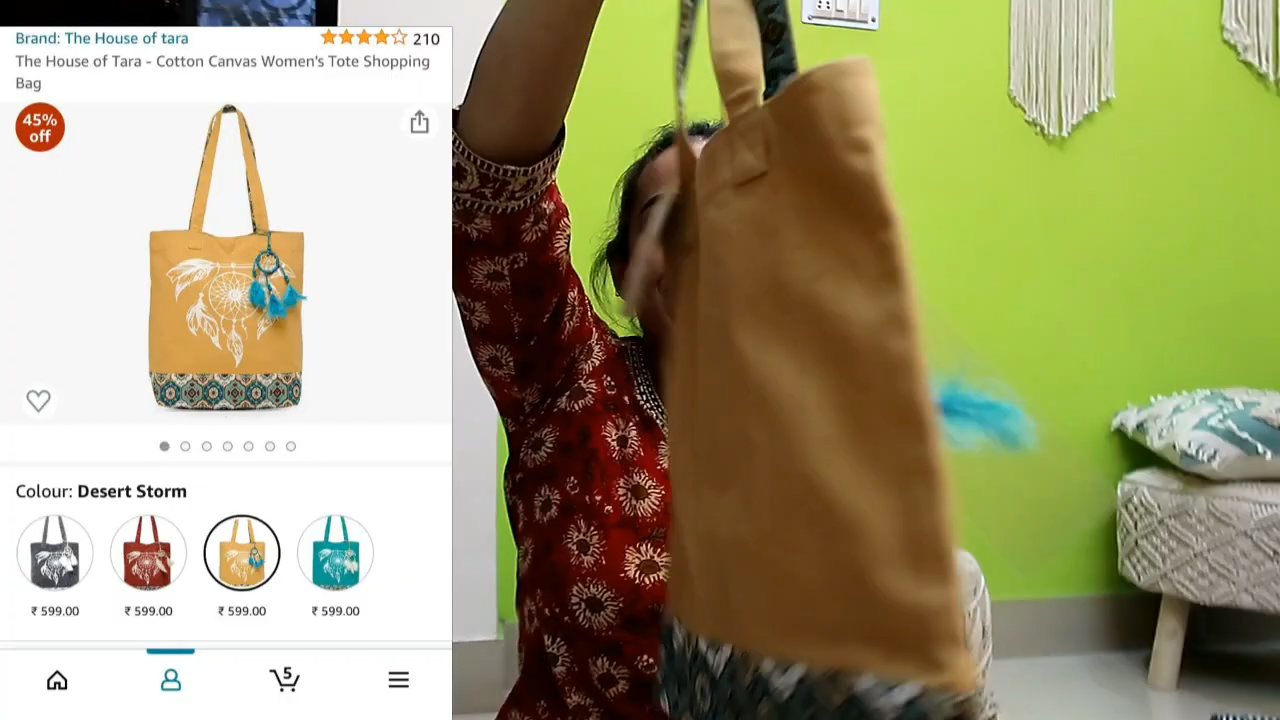 Brand: The House of tara
210
The House of Tara - Cotton Canvas Women's Tote Shopping
Bag
45%
off
Colour: Desert Storm
₹ 599.00
₹ 599.00
₹ 599.00
₹ 599.00
5